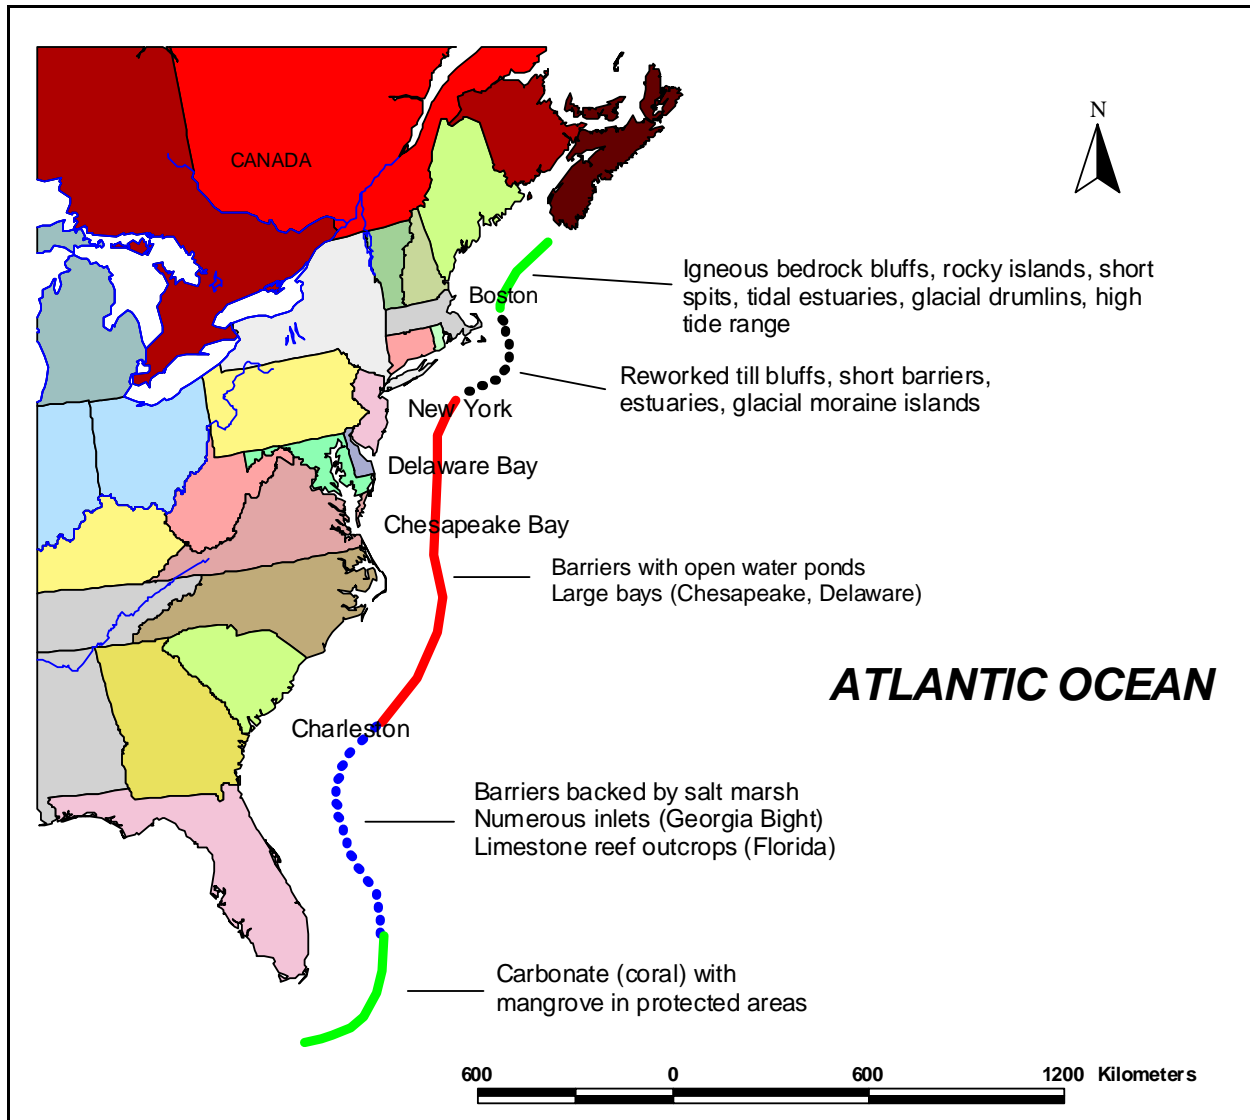 CANADA
N
Boston
Igneous bedrock bluffs, rocky islands, short
spits, tidal estuaries, glacial drumlins, high
tide range
Reworked till bluffs, short barriers,
estuaries, glacial moraine islands
New York
Delaware Bay
Chesapeake Bay
Barriers with open water ponds
Large bays (Chesapeake, Delaware)
ATLANTIC OCEAN
Charleston
Barriers backed by salt marsh
Numerous inlets (Georgia Bight)
Limestone reef outcrops (Florida)
Carbonate (coral) with
mangrove in protected areas
600 0 600 1200 Kilometers